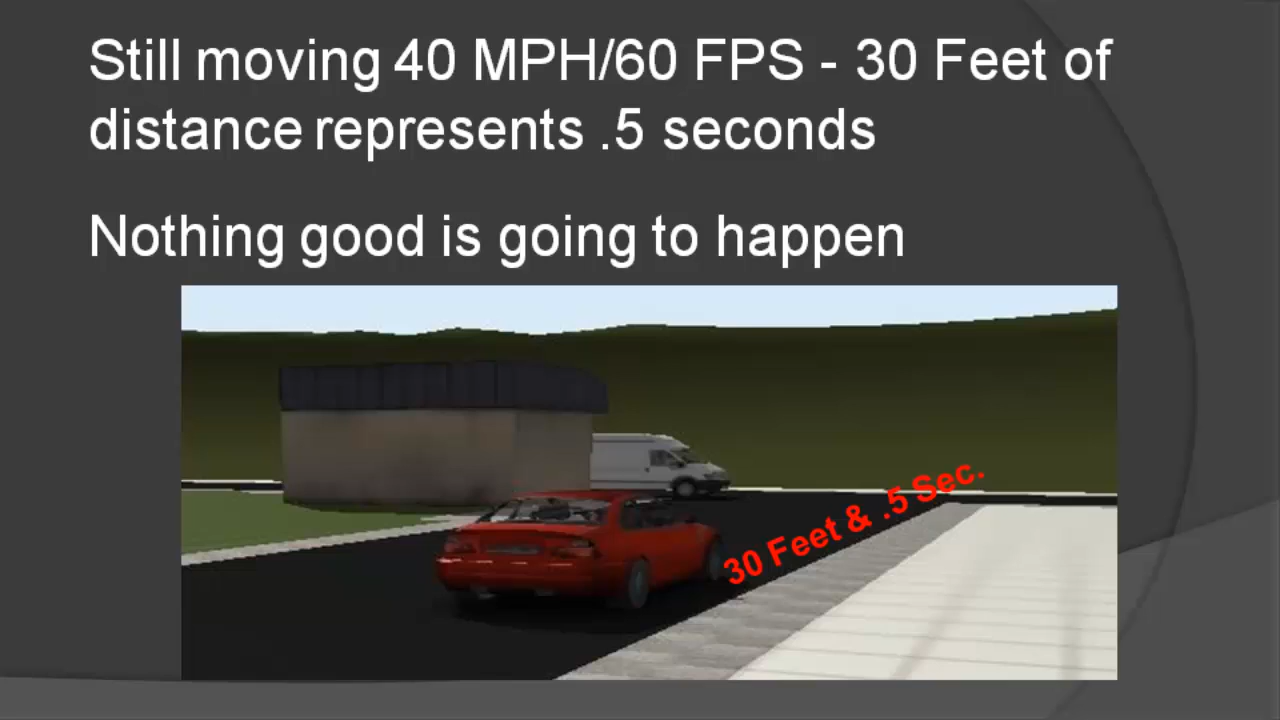 Still moving 40 MPH/60 FPS - 30 Feet of
distance represents .5 seconds
Nothing good is going to happen
30 Feet & .5 Sec.